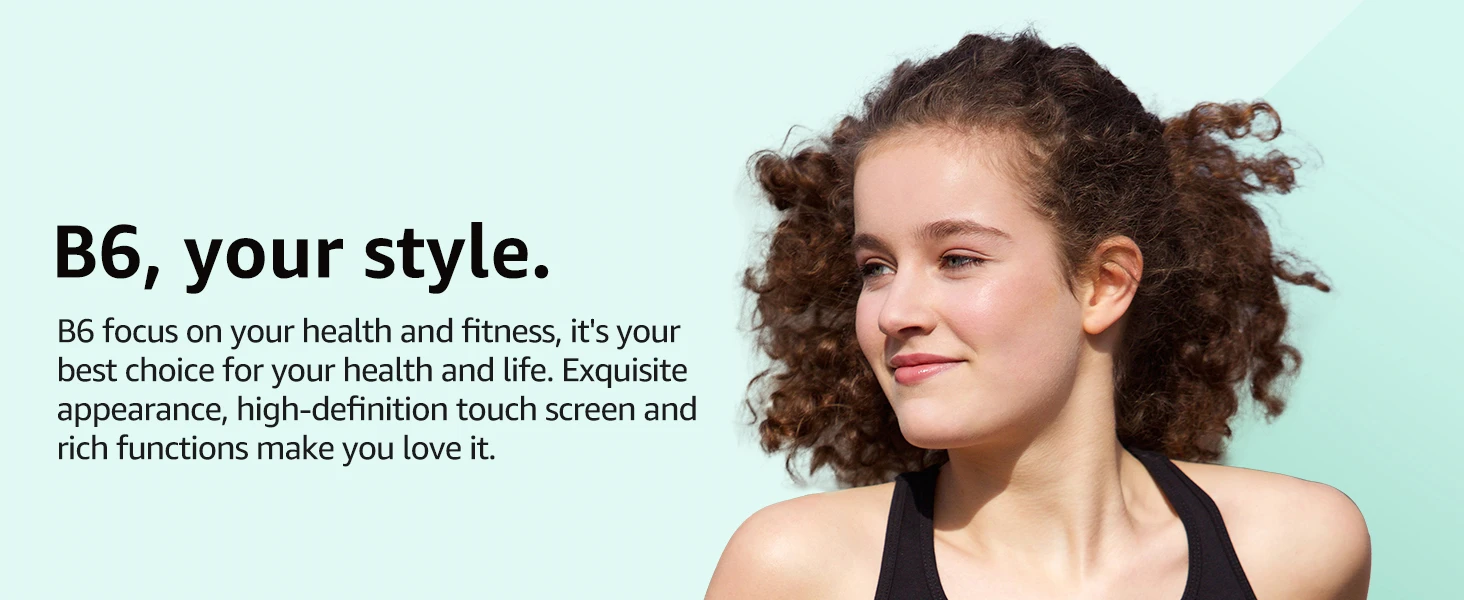 B6, your style.
B6 focus on your health and fitness, it's your
best choice for your health and life. Exquisite
appearance, high-definition touch screen and
rich functions make you love it.